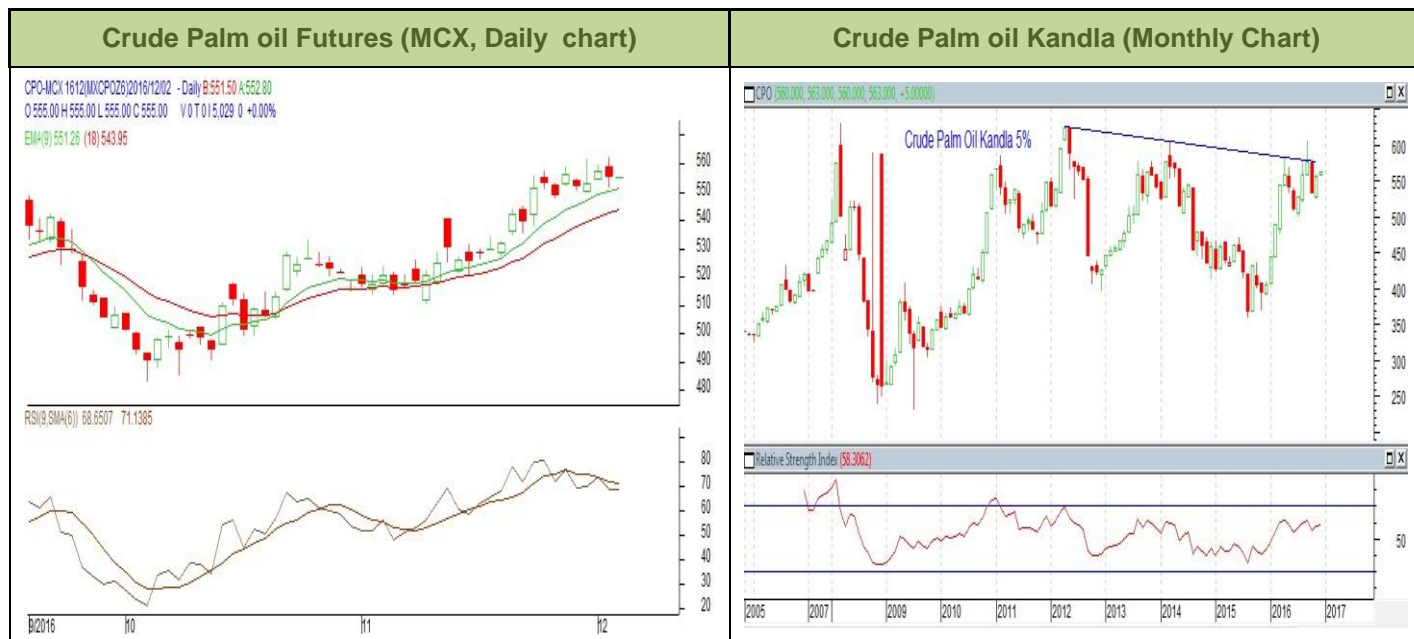 Crude Palm oil Futures (MCX, Daily chart)
CPO-MCX 1612(MXCPOZ6)2016/12/02 - Daily B:551.50 A:552.80
O 555.00 H 555.00 L 555.00 C 555.00 V 0 T 0 I 5,029 0 +0.00%
EMA(9) 551.26 (18) 543.95
560
550
540
530
520
510
500
490
480
RSI(9,SMA(6)) 68.6507 71.1385
80
70
60
50
40
30
20
9/2016 10 11 12
Crude Palm oil Kandla (Monthly Chart)
CPO (560.000, 563.000, 560.000, 563.000, +5.00000)
Crude Palm Oil Kandla 5%
600
550
500
450
400
350
300
250
Relative Strength Index (58.3062)
50
2005 2007 2009 2010 2011 2012 2013 2014 2015 2016 2017